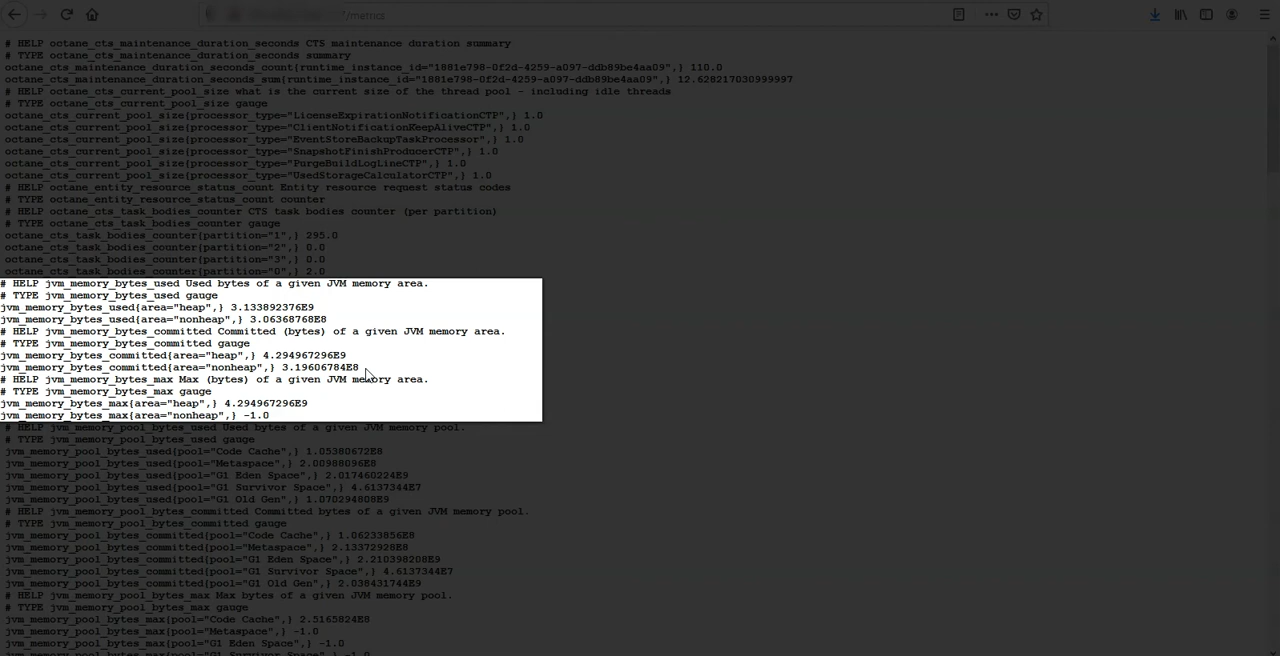 /metrics
# HELP octane_cts_maintenance_duration_seconds CTS maintenance duration summary
# TYPE octane_cts_maintenance_duration_seconds summary
octane_cts_maintenance_duration_seconds_count{runtime_instance_id="1881e798-0f2d-4259-a097-ddb89be4aa09",} 110.0
octane_cts_maintenance_duration_seconds_sum{runtime_instance_id="1881e798-0f2d-4259-a097-ddb89be4aa09",} 12.628217030999997
# HELP octane_cts_current_pool_size what is the current size of the thread pool - including idle threads
# TYPE octane_cts_current_pool_size gauge
octane_cts_current_pool_size{processor_type="LicenseExpirationNotificationCTP",} 1.0
octane_cts_current_pool_size{processor_type="ClientNotificationKeepAliveCTP",} 1.0
octane_cts_current_pool_size{processor_type="EventStoreBackupTaskProcessor",} 1.0
octane_cts_current_pool_size{processor_type="SnapshotFinishProducerCTP",} 1.0
octane_cts_current_pool_size{processor_type="PurgeBuildLogLineCTP",} 1.0
octane_cts_current_pool_size{processor_type="UsedStorageCalculatorCTP",} 1.0
# HELP octane_entity_resource_status_count Entity resource request status codes
# TYPE octane_entity_resource_status_count counter
# HELP octane_cts_task_bodies_counter CTS task bodies counter (per partition)
# TYPE octane_cts_task_bodies_counter gauge
octane_cts_task_bodies_counter{partition="1",} 295.0
octane_cts_task_bodies_counter{partition="2",} 0.0
octane_cts_task_bodies_counter{partition="3",} 0.0
octane_cts_task_bodies_counter{partition="0",} 2.0
# HELP jvm_memory_bytes_used Used bytes of a given JVM memory area.
# TYPE jvm_memory_bytes_used gauge
jvm_memory_bytes_used{area="heap",} 3.133892376E9
jvm_memory_bytes_used{area="nonheap",} 3.06368768E8
# HELP jvm_memory_bytes_committed Committed (bytes) of a given JVM memory area.
# TYPE jvm_memory_bytes_committed gauge
jvm_memory_bytes_committed{area="heap",} 4.294967296E9
jvm_memory_bytes_committed{area="nonheap",} 3.19606784E8
# HELP jvm_memory_bytes_max Max (bytes) of a given JVM memory area.
# TYPE jvm_memory_bytes_max gauge
jvm_memory_bytes_max{area="heap",} 4.294967296E9
jvm_memory_bytes_max{area="nonheap",} -1.0
# HELP jvm_memory_pool_bytes_used Used bytes of a given JVM memory pool.
# TYPE jvm_memory_pool_bytes_used gauge
jvm_memory_pool_bytes_used{pool="Code Cache",} 1.05380672E8
jvm_memory_pool_bytes_used{pool="Metaspace",} 2.00988096E8
jvm_memory_pool_bytes_used{pool="G1 Eden Space",} 2.017460224E9
jvm_memory_pool_bytes_used{pool="G1 Survivor Space",} 4.6137344E7
jvm_memory_pool_bytes_used{pool="G1 Old Gen",} 1.070294808E9
# HELP jvm_memory_pool_bytes_committed Committed bytes of a given JVM memory pool.
# TYPE jvm_memory_pool_bytes_committed gauge
jvm_memory_pool_bytes_committed{pool="Code Cache",} 1.06233856E8
jvm_memory_pool_bytes_committed{pool="Metaspace",} 2.13372928E8
jvm_memory_pool_bytes_committed{pool="G1 Eden Space",} 2.210398208E9
jvm_memory_pool_bytes_committed{pool="G1 Survivor Space",} 4.6137344E7
jvm_memory_pool_bytes_committed{pool="G1 Old Gen",} 2.038431744E9
# HELP jvm_memory_pool_bytes_max Max bytes of a given JVM memory pool.
# TYPE jvm_memory_pool_bytes_max gauge
jvm_memory_pool_bytes_max{pool="Code Cache",} 2.5165824E8
jvm_memory_pool_bytes_max{pool="Metaspace",} -1.0
jvm_memory_pool_bytes_max{pool="G1 Eden Space",} -1.0
jvm_memory_pool_bytes_max{pool="G1 Survivor Space",} -1.0